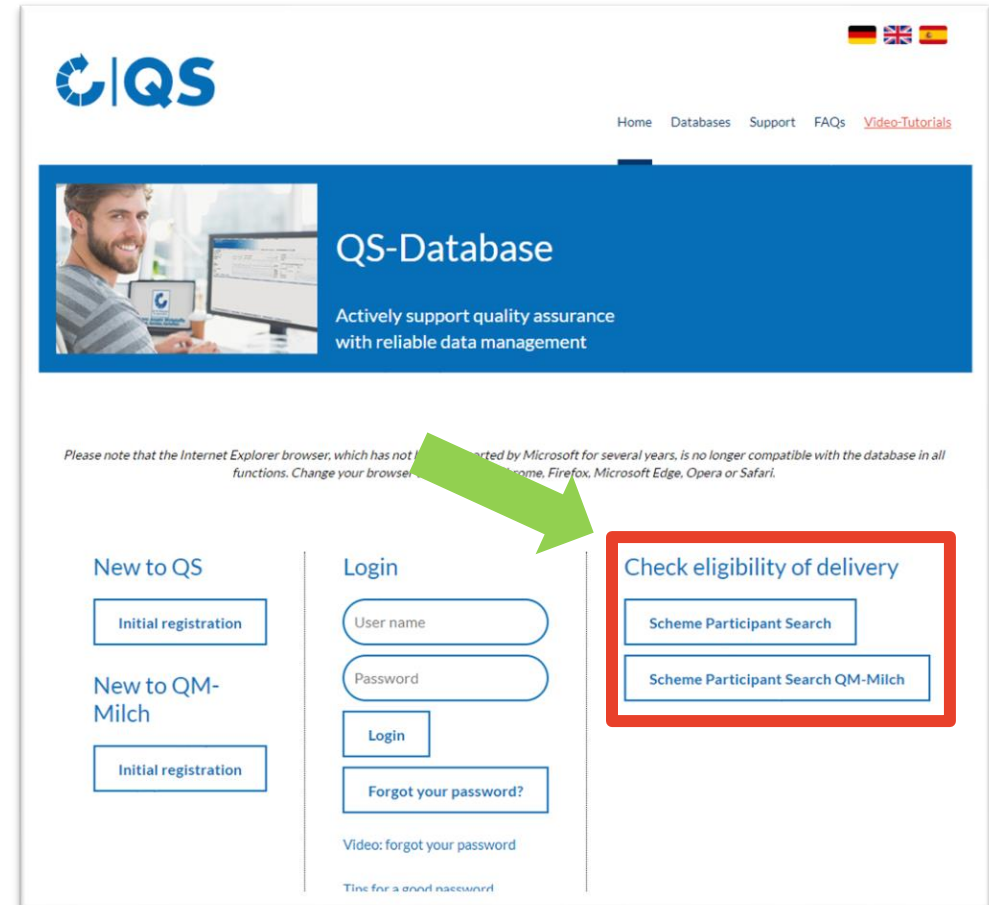 QS
Home Databases Support FAQs Video-Tutorials
QS-Database
Actively support quality assurance
with reliable data management
Please note that the Internet Explorer browser, which has not by Microsoft for several years, is no longer compatible with the database in all
functions. Change your browser Firefox, Microsoft Edge, Opera or Safari.
New to QS
Initial registration
New to QM-
Milch
Initial registration
Login
User name
Password
Login
Forgot your password?
Video: forgot your password
Tips for a good password
Check eligibility of delivery
Scheme Participant Search
Scheme Participant Search QM-Milch